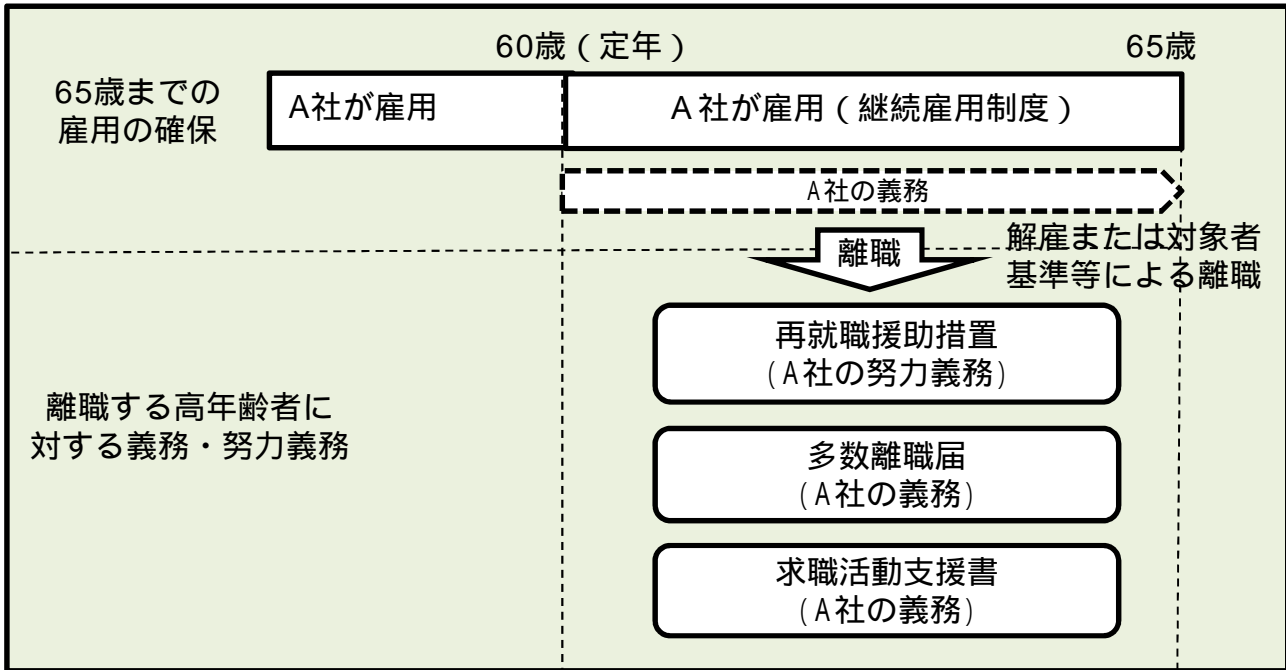 60歳（定年）
65歳
65歳までの
雇用の確保
A社が雇用
A社が雇用（継続雇用制度）
A社の義務
離職
解雇または対象者
基準等による離職
再就職援助措置
(A社の努力義務)
離職する高年齢者に
対する義務・努力義務
多数離職届
(A社の義務)
求職活動支援書
(A社の義務)